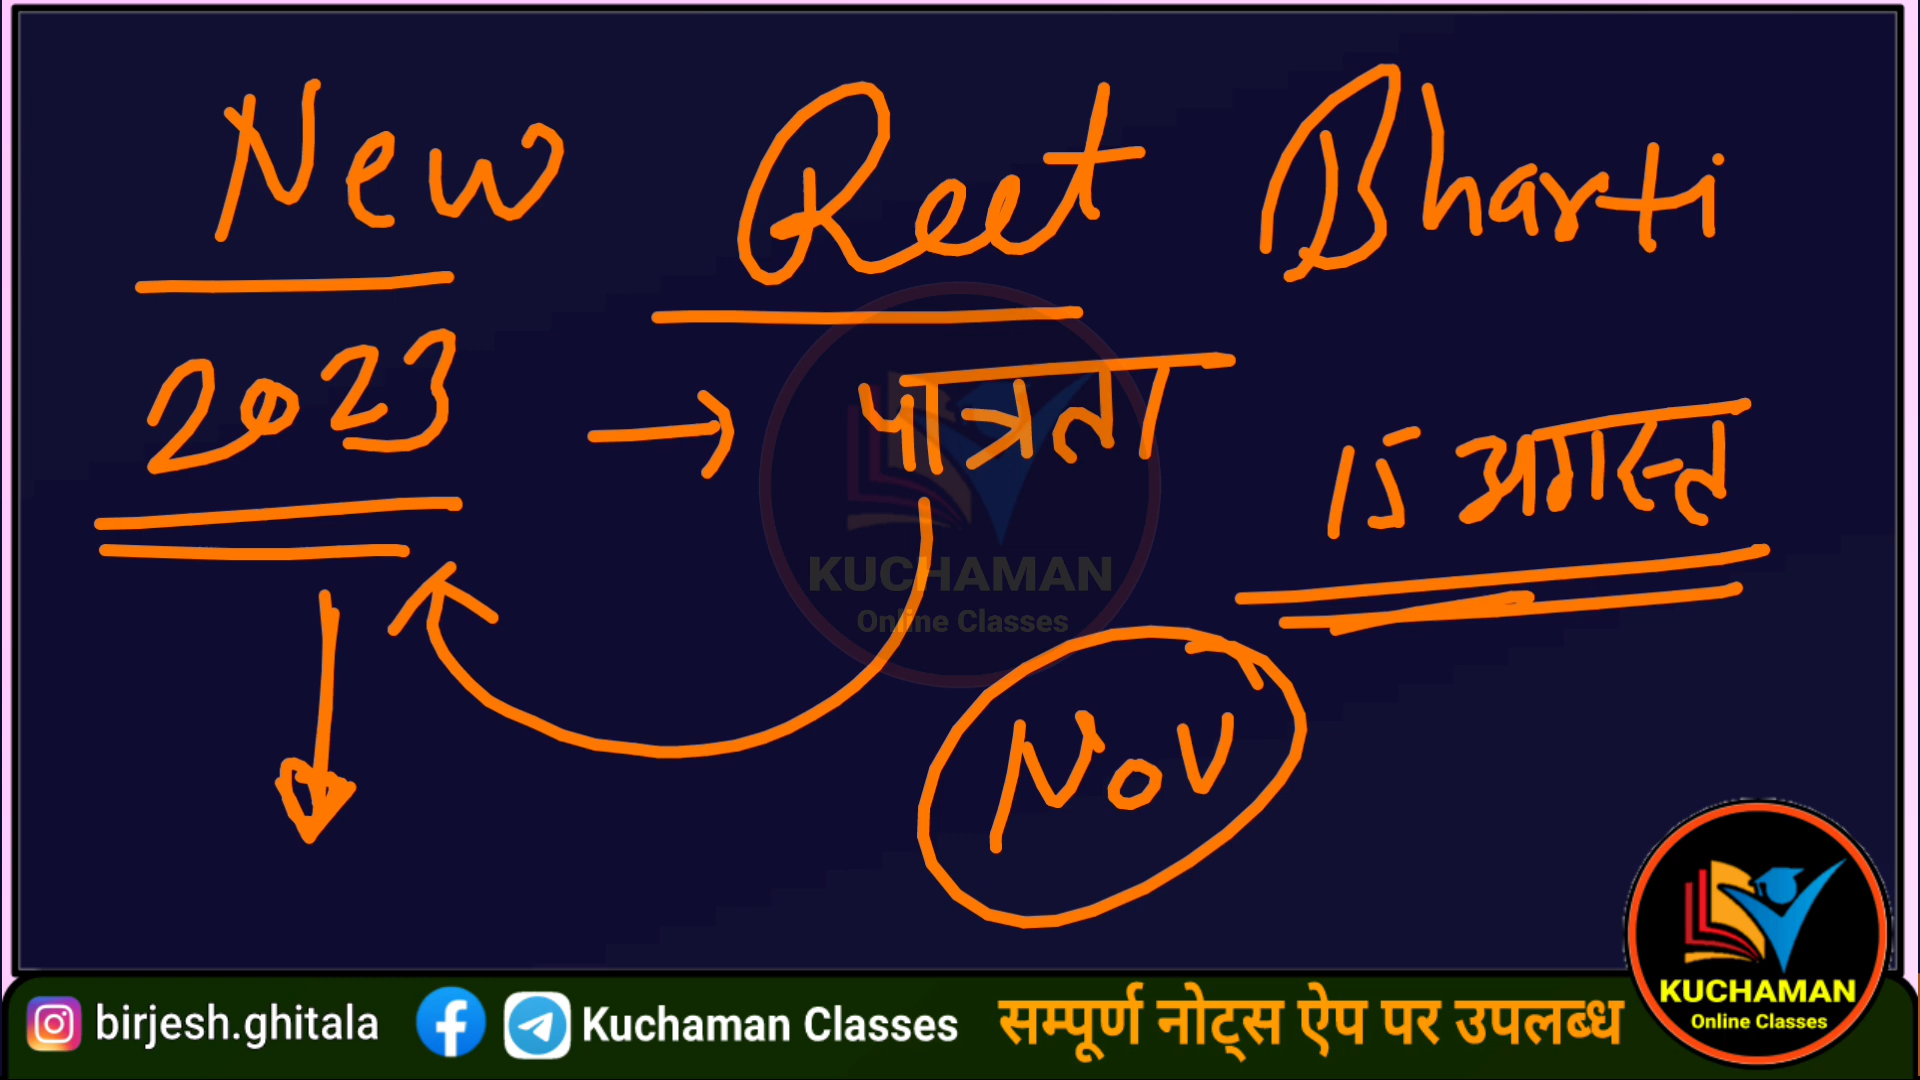 New Reet Bharti
2023 → पात्रता 15 अगस्त
KUCHAMAN
Online Classes
Nov
birjesh.ghitala Kuchaman Classes सम्पूर्ण नोट्स ऐप पर उपलब्ध
KUCHAMAN
Online Classes